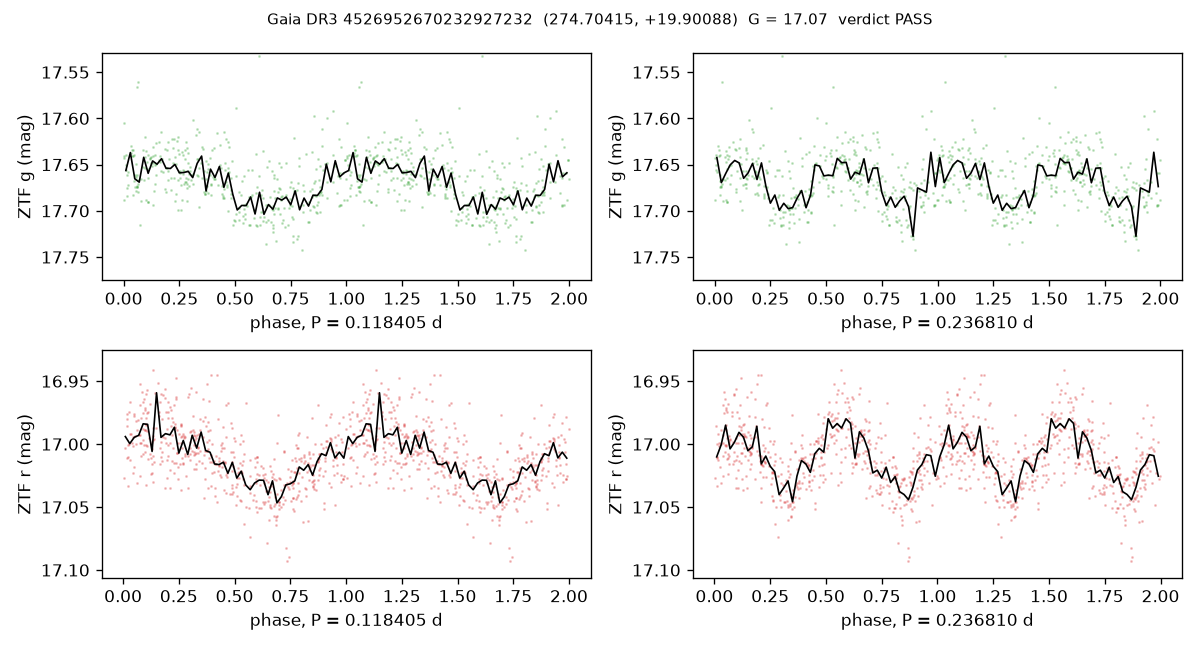 Gaia DR3 4526952670232927232  (274.70415, +19.90088)  G = 17.07  verdict PASS
ZTF g (mag)
17.55
17.60
17.65
17.70
17.75
0.00 0.25 0.50 0.75 1.00 1.25 1.50 1.75 2.00
phase, P = 0.118405 d
ZTF g (mag)
17.55
17.60
17.65
17.70
17.75
0.00 0.25 0.50 0.75 1.00 1.25 1.50 1.75 2.00
phase, P = 0.236810 d
ZTF r (mag)
16.95
17.00
17.05
17.10
0.00 0.25 0.50 0.75 1.00 1.25 1.50 1.75 2.00
phase, P = 0.118405 d
ZTF r (mag)
16.95
17.00
17.05
17.10
0.00 0.25 0.50 0.75 1.00 1.25 1.50 1.75 2.00
phase, P = 0.236810 d